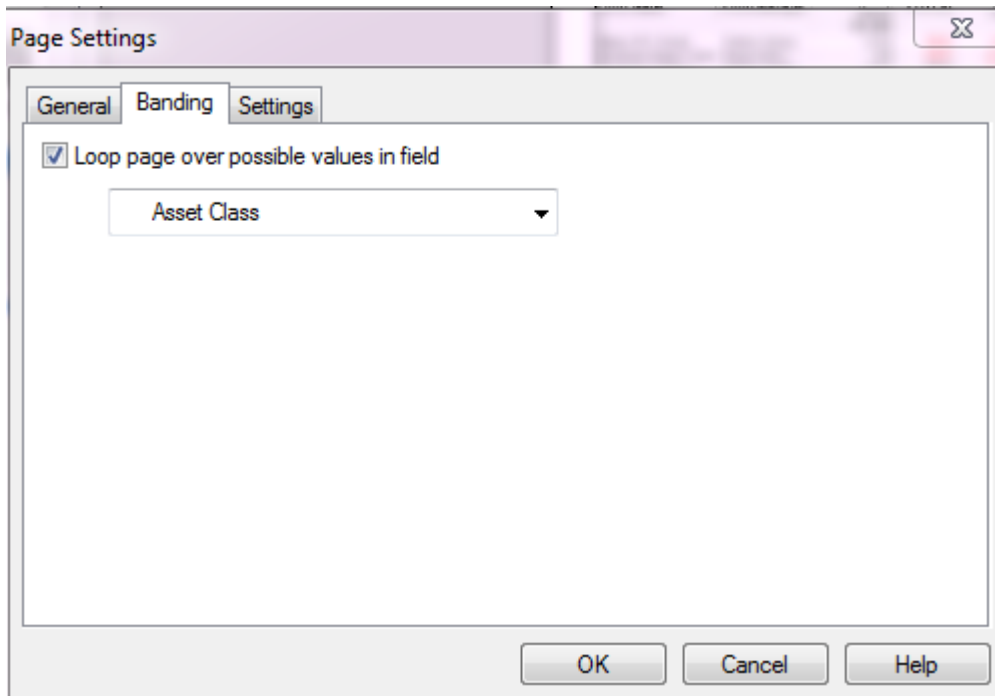 Page Settings
General Banding Settings
Loop page over possible values in field
Asset Class
OK Cancel Help